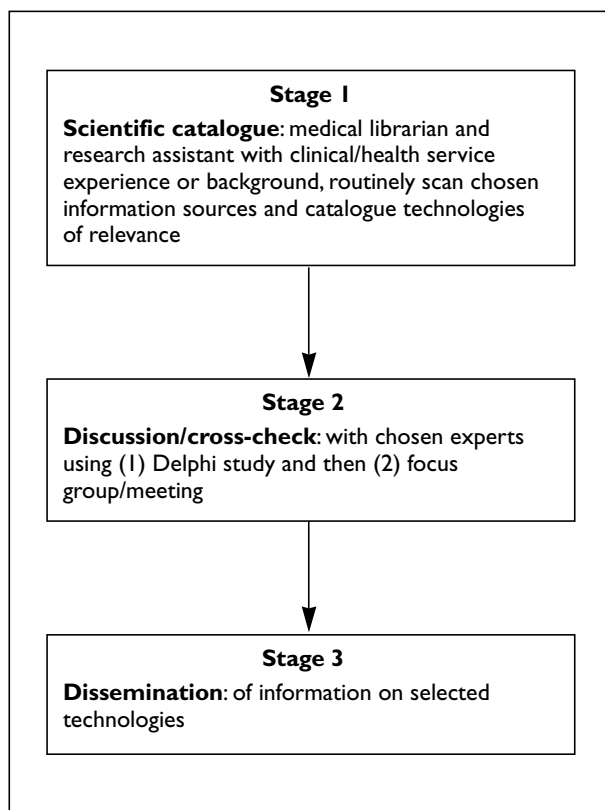 Stage 1
Scientific catalogue: medical librarian and
research assistant with clinical/health service
experience or background, routinely scan chosen
information sources and catalogue technologies
of relevance
Stage 2
Discussion/cross-check: with chosen experts
using (1) Delphi study and then (2) focus
group/meeting
Stage 3
Dissemination: of information on selected
technologies